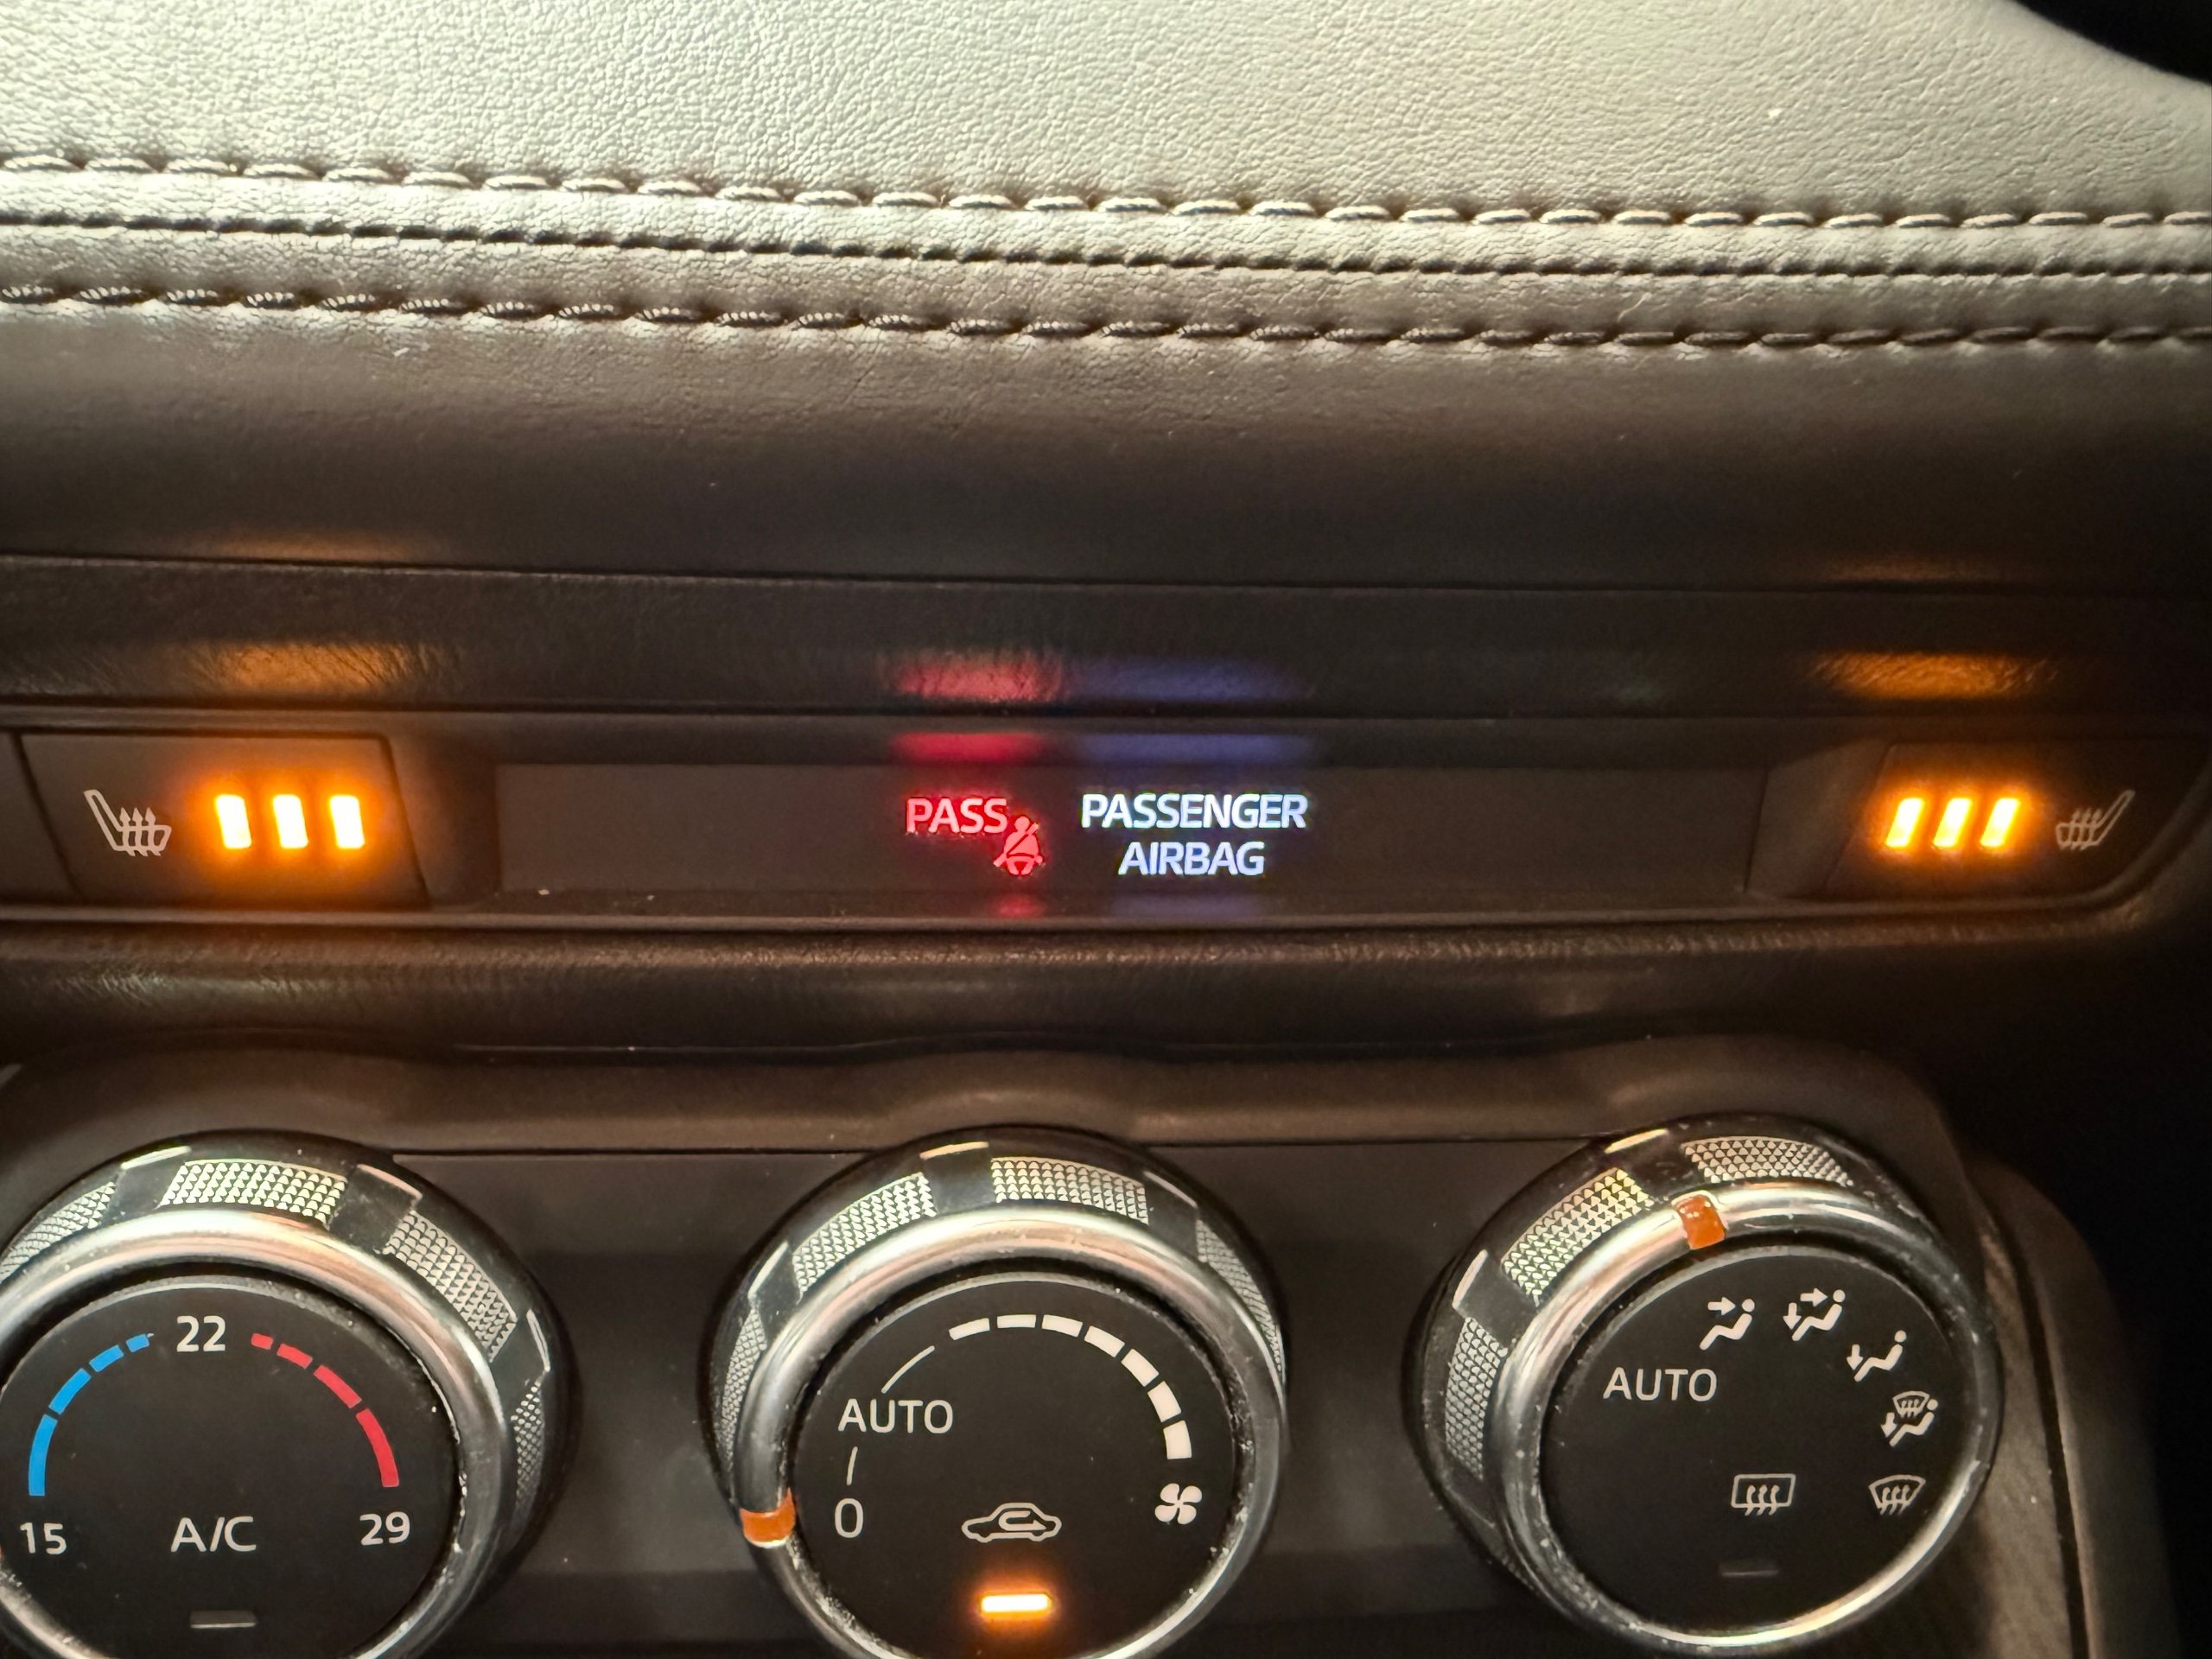 PASS
PASSENGER
AIRBAG
22
15
A/C
29
AUTO
0
AUTO